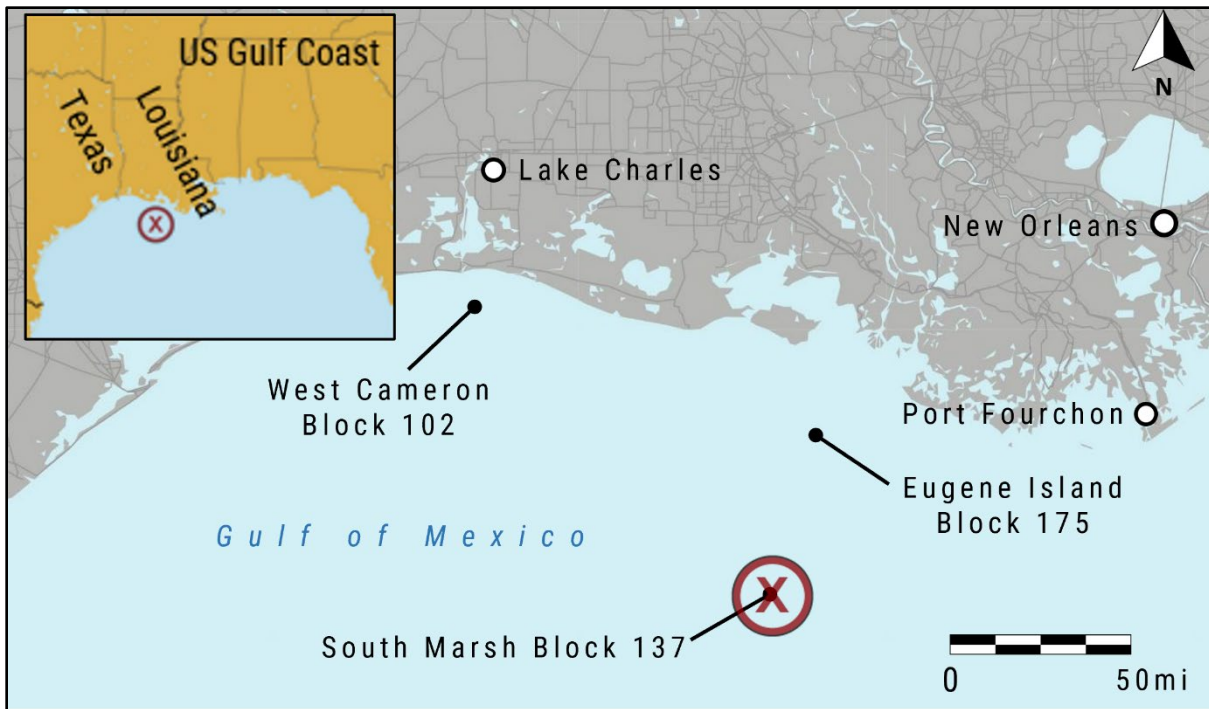 US Gulf Coast
Texas
Louisiana
X
N
Lake Charles
New Orleans
West Cameron
Block 102
Port Fourchon
Eugene Island
Block 175
Gulf of Mexico
X
South Marsh Block 137
0 50mi